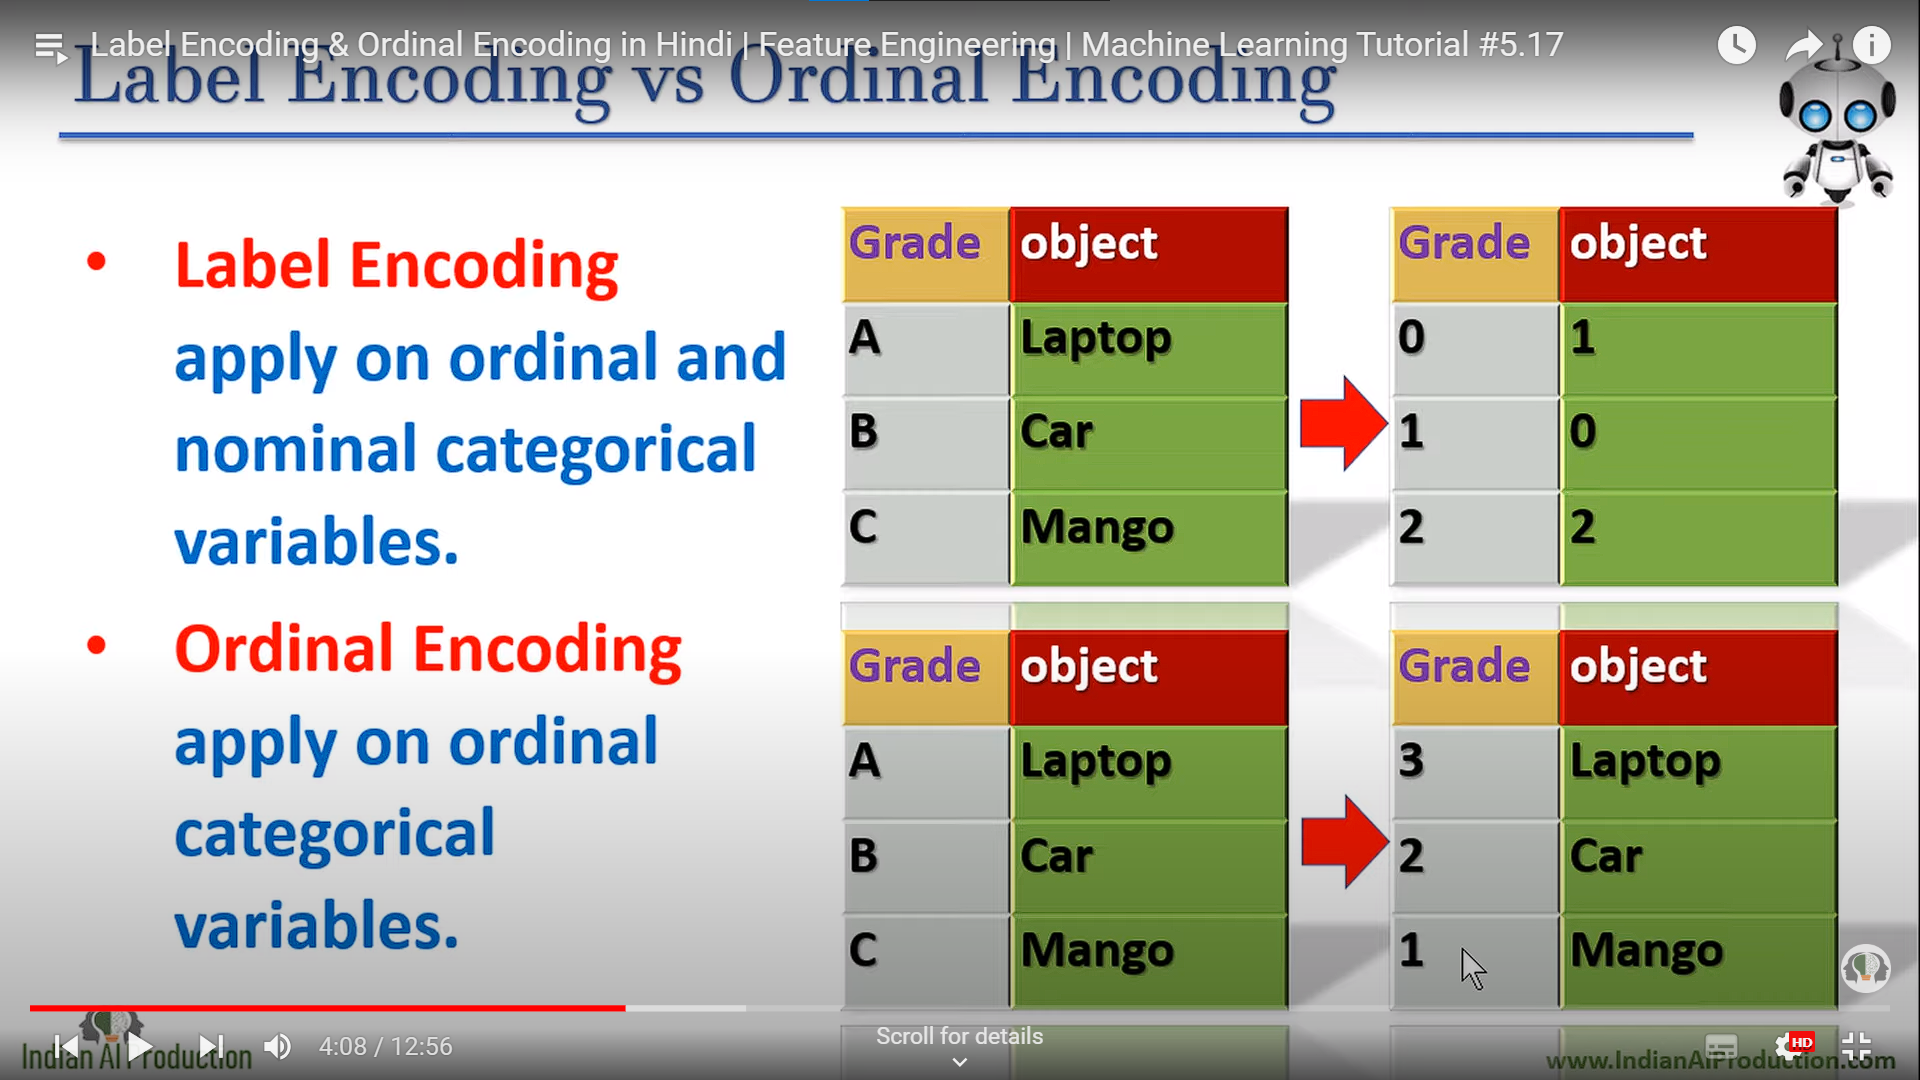 Label Encoding & Ordinal Encoding in Hindi | Feature Engineering | Machine Learning Tutorial #5.17
Label Encoding vs Ordinal Encoding
• Label Encoding
apply on ordinal and
nominal categorical
variables.
• Ordinal Encoding
apply on ordinal
categorical
variables.
Grade object
A Laptop
B Car
C Mango
Grade object
0 1
1 0
2 2
Grade object
A Laptop
B Car
C Mango
Grade object
3 Laptop
2 Car
1 Mango
4:08 / 12:56
Scroll for details
HD
Indian AI Production
www.IndianAIProduction.com